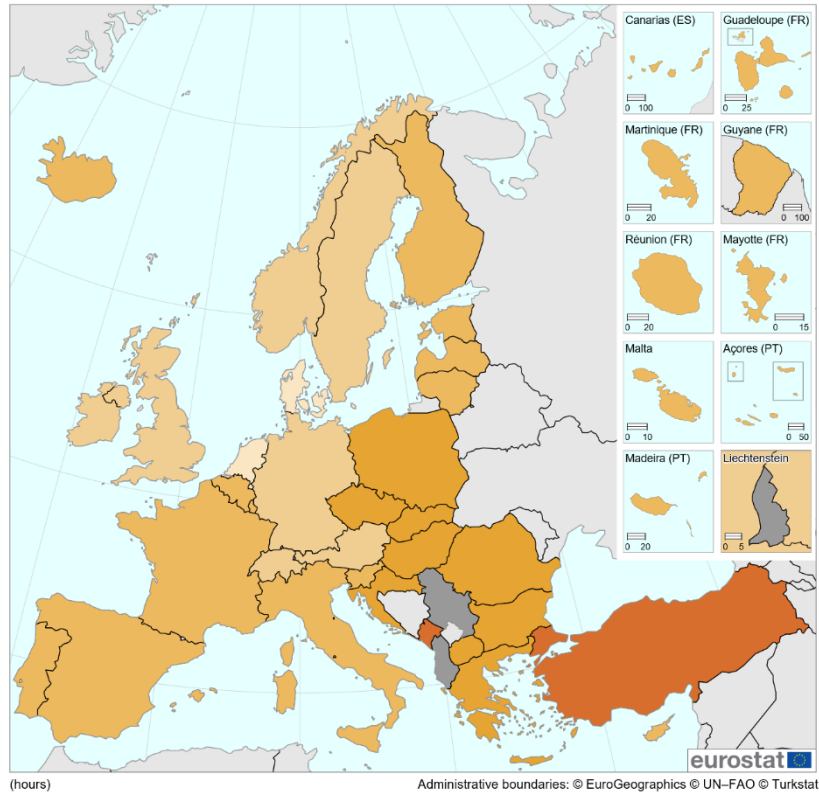 Canarias (ES)
0 100
Guadeloupe (FR)
0 25
Martinique (FR)
0 20
Guyane (FR)
0 100
Réunion (FR)
0 20
Mayotte (FR)
0 15
Malta
0 10
Açores (PT)
0 50
Madeira (PT)
0 20
Liechtenstein
0 5
eurostat
(hours)
Administrative boundaries: © EuroGeographics © UN–FAO © Turkstat